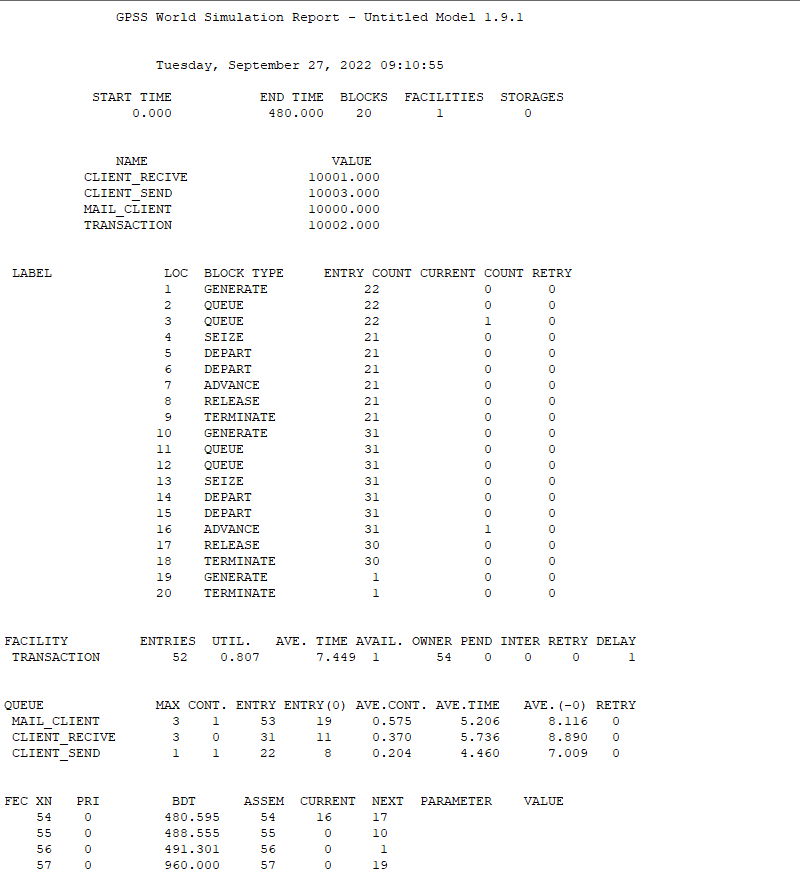 GPSS World Simulation Report - Untitled Model 1.9.1
Tuesday, September 27, 2022 09:10:55
START TIME END TIME BLOCKS FACILITIES STORAGES
0.000 480.000 20 1 0
NAME VALUE
CLIENT_RECIVE 10001.000
CLIENT_SEND 10003.000
MAIL_CLIENT 10000.000
TRANSACTION 10002.000
LABEL LOC BLOCK TYPE ENTRY COUNT CURRENT COUNT RETRY
1 GENERATE 22 0 0
2 QUEUE 22 0 0
3 QUEUE 22 1 0
4 SEIZE 21 0 0
5 DEPART 21 0 0
6 DEPART 21 0 0
7 ADVANCE 21 0 0
8 RELEASE 21 0 0
9 TERMINATE 21 0 0
10 GENERATE 31 0 0
11 QUEUE 31 0 0
12 QUEUE 31 0 0
13 SEIZE 31 0 0
14 DEPART 31 0 0
15 DEPART 31 0 0
16 ADVANCE 31 1 0
17 RELEASE 30 0 0
18 TERMINATE 30 0 0
19 GENERATE 1 0 0
20 TERMINATE 1 0 0
FACILITY ENTRIES UTIL. AVE. TIME AVAIL. OWNER PEND INTER RETRY DELAY
TRANSACTION 52 0.807 7.449 1 54 0 0 0 1
QUEUE MAX CONT. ENTRY ENTRY(0) AVE.CONT. AVE.TIME AVE.(-0) RETRY
MAIL_CLIENT 3 1 53 19 0.575 5.206 8.116 0
CLIENT_RECIVE 3 0 31 11 0.370 5.736 8.890 0
CLIENT_SEND 1 1 22 8 0.204 4.460 7.009 0
FEC XN PRI BDT ASSEM CURRENT NEXT PARAMETER VALUE
54 0 480.595 54 16 17
55 0 488.555 55 0 10
56 0 491.301 56 0 1
57 0 960.000 57 0 19